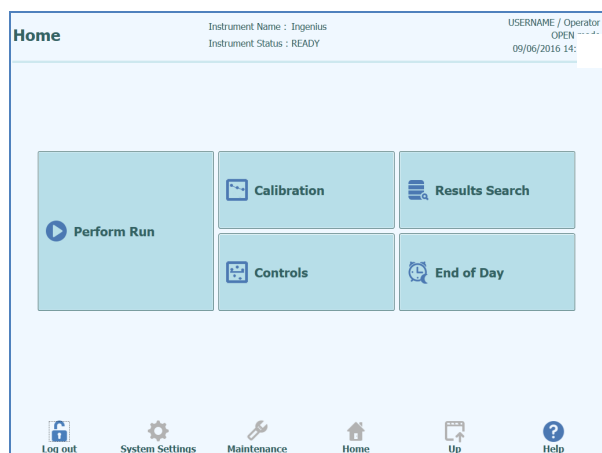 Home
Instrument Name : Ingenius
Instrument Status : READY
USERNAME / Operator
OPEN
09/06/2016 14:
Perform Run
Calibration
Results Search
Controls
End of Day
Log out
System Settings
Maintenance
Home
Up
Help